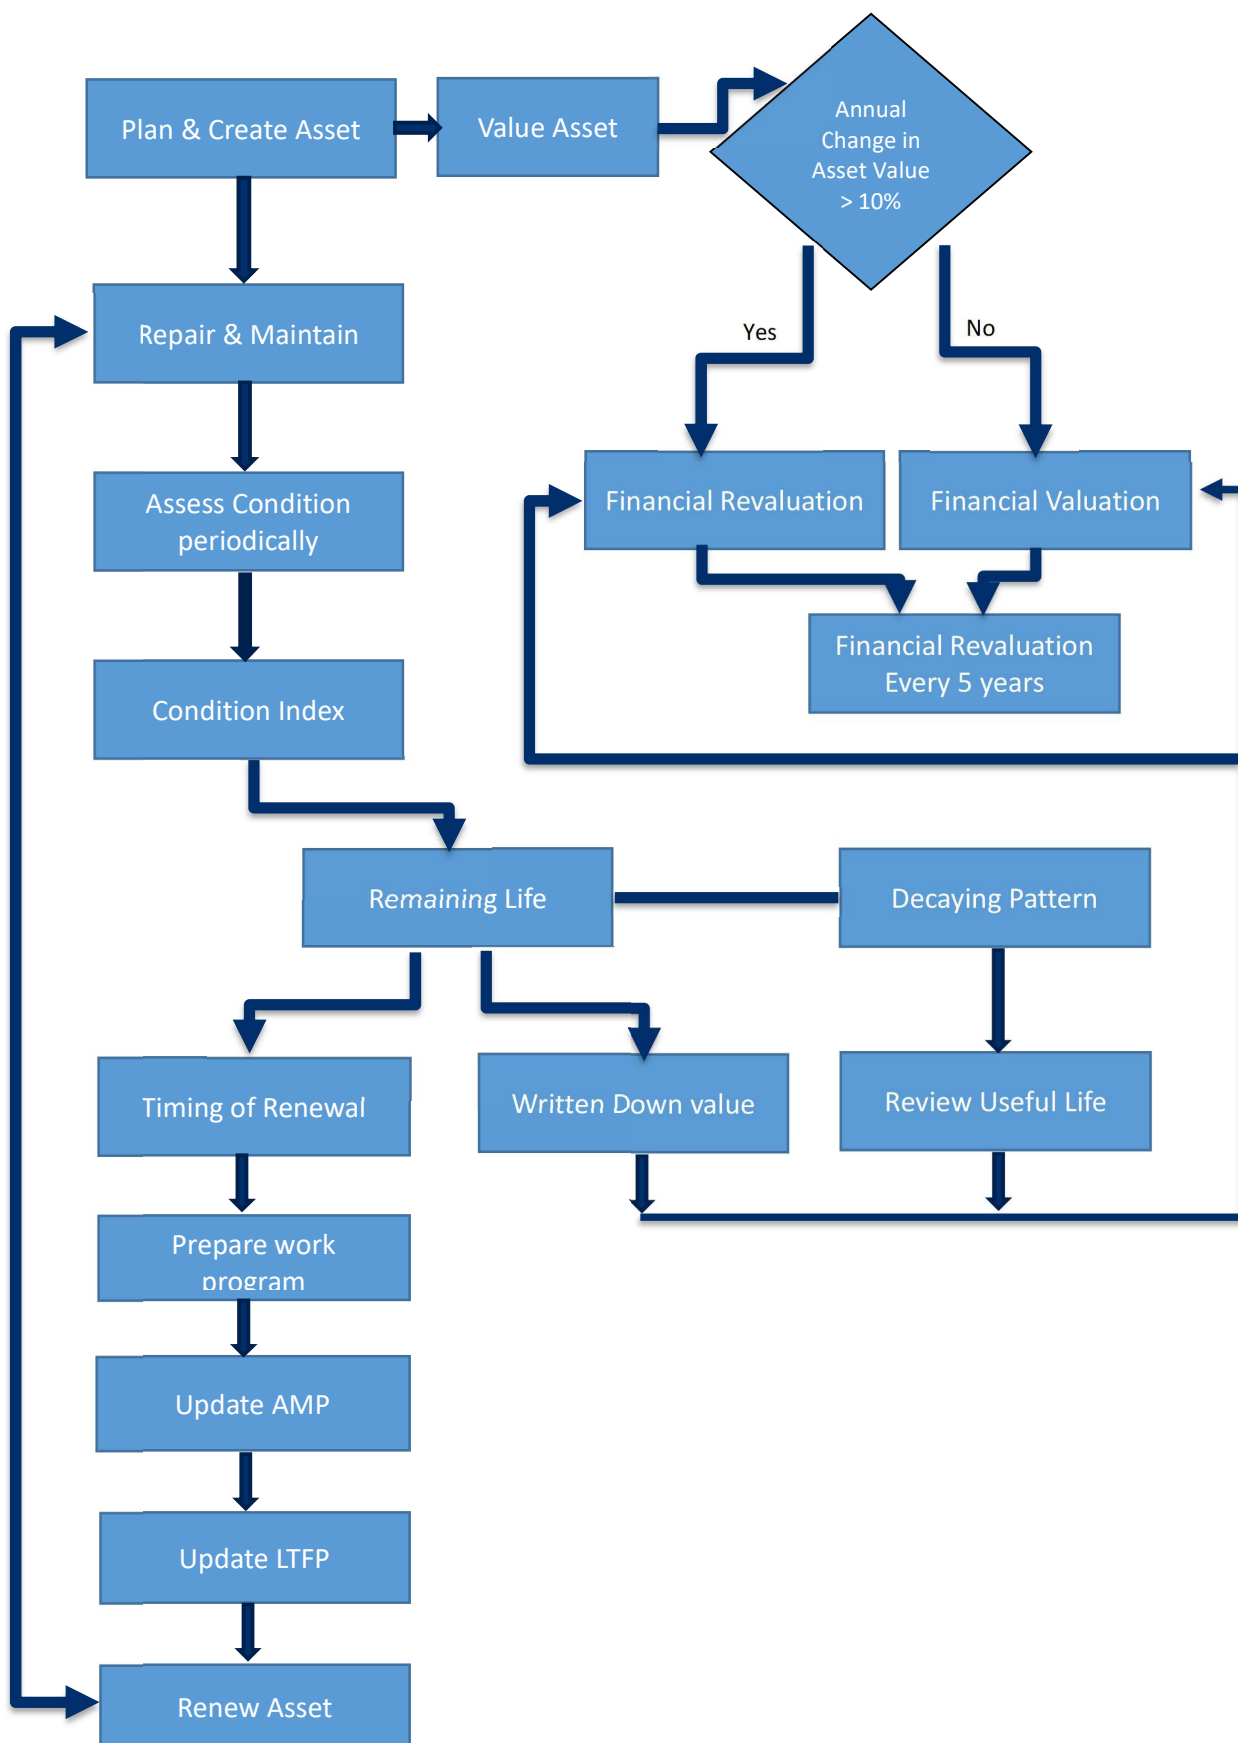 Plan & Create Asset
Value Asset
Annual
Change in
Asset Value
> 10%
Repair & Maintain
Yes
No
Assess Condition
periodically
Financial Revaluation
Financial Valuation
Financial Revaluation
Every 5 years
Condition Index
Remaining Life
Decaying Pattern
Timing of Renewal
Written Down value
Review Useful Life
Prepare work
program
Update AMP
Update LTFP
Renew Asset